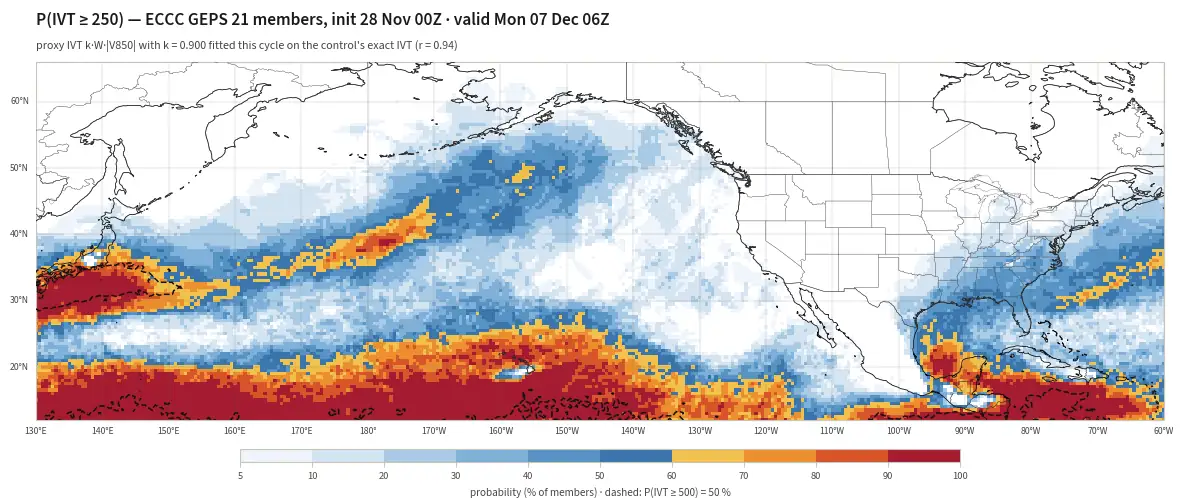 P(IVT ≥ 250) — ECCC GEPS 21 members, init 28 Nov 00Z · valid Mon 07 Dec 06Z
proxy IVT k·W·|V850| with k = 0.900 fitted this cycle on the control's exact IVT (r = 0.94)
60°N
50°N
40°N
30°N
20°N
130°E 140°E 150°E 160°E 170°E 180° 170°W 160°W 150°W 140°W 130°W 120°W 110°W 100°W 90°W 80°W 70°W 60°W
5 10 20 30 40 50 60 70 80 90 100
probability (% of members) · dashed: P(IVT ≥ 500) = 50 %